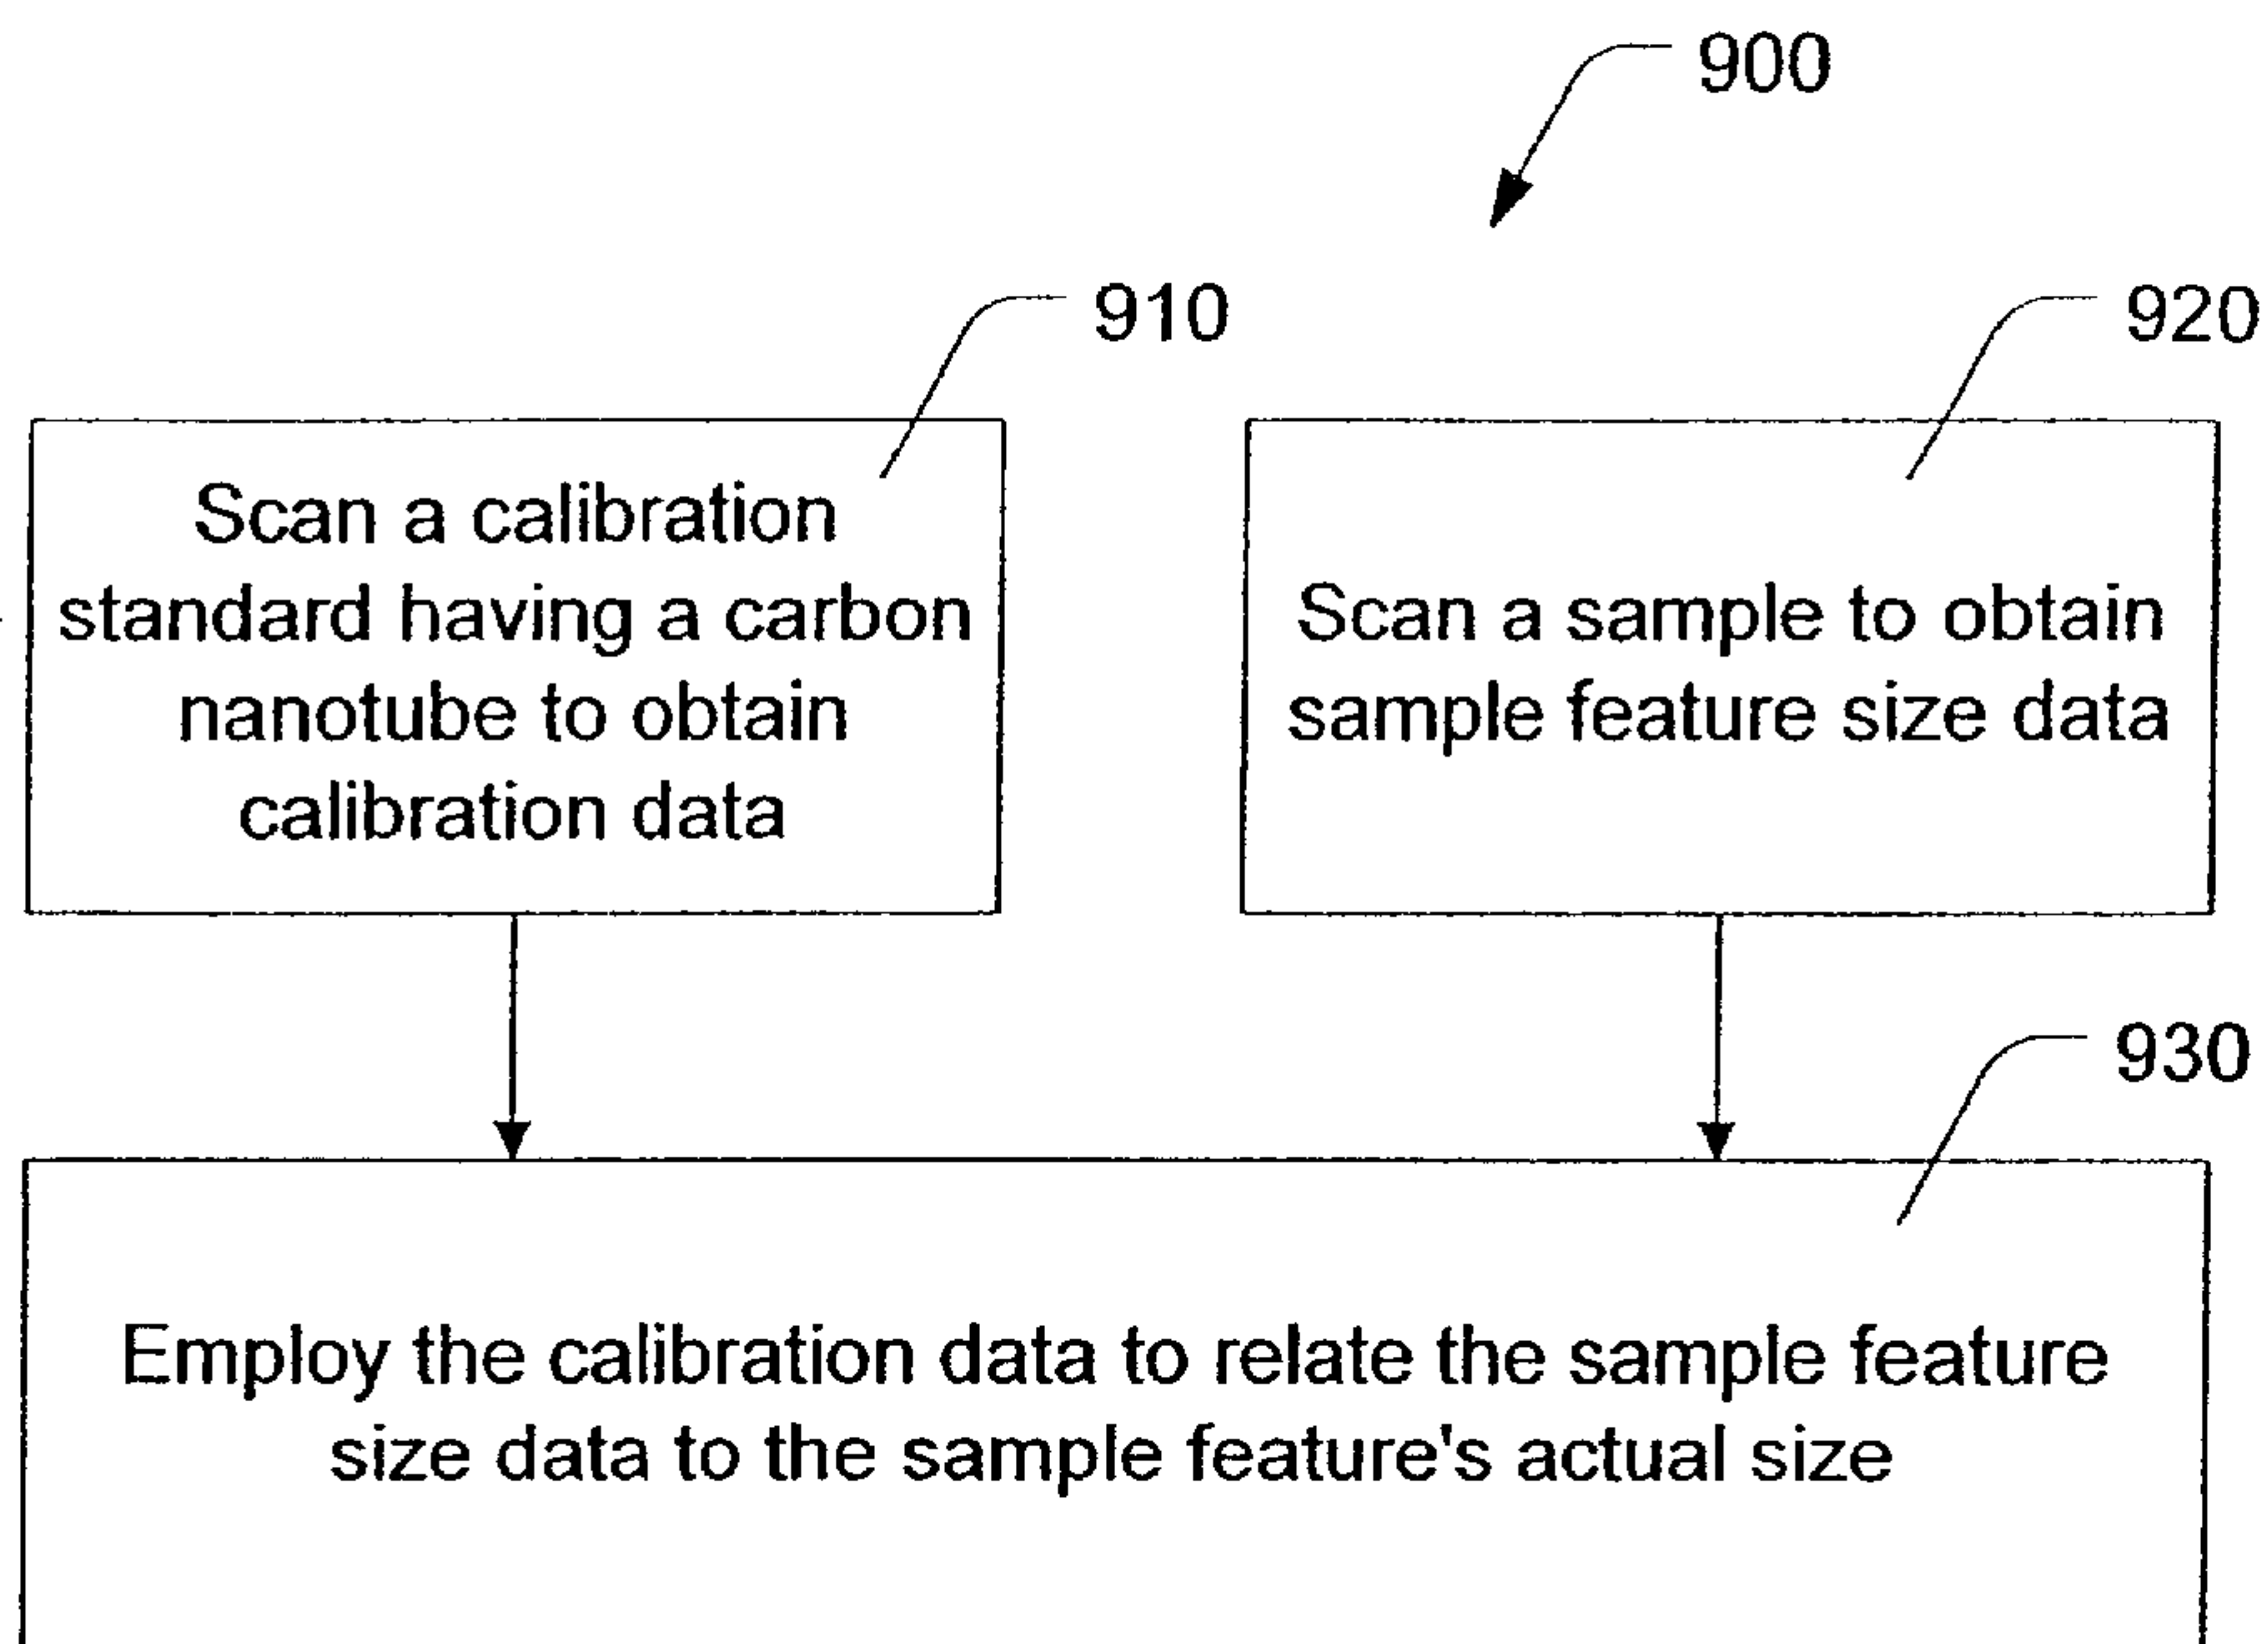 900
910
920
Scan a calibration
standard having a carbon
nanotube to obtain
calibration data
Scan a sample to obtain
sample feature size data
930
Employ the calibration data to relate the sample feature
size data to the sample feature's actual size